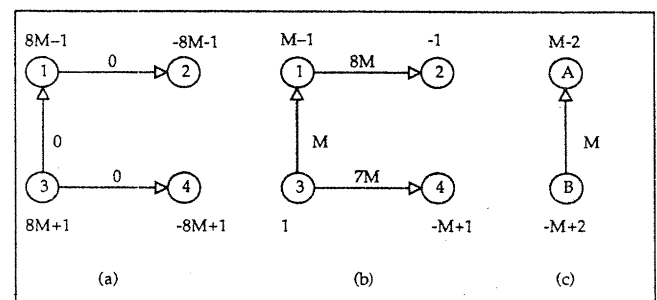 8M-1 -8M-1 M-1 -1 M-2
1 0 2 1 8M 2 A
0 M M
3 0 4 3 7M 4 B
8M+1 -8M+1 1 -M+1 -M+2
(a) (b) (c)